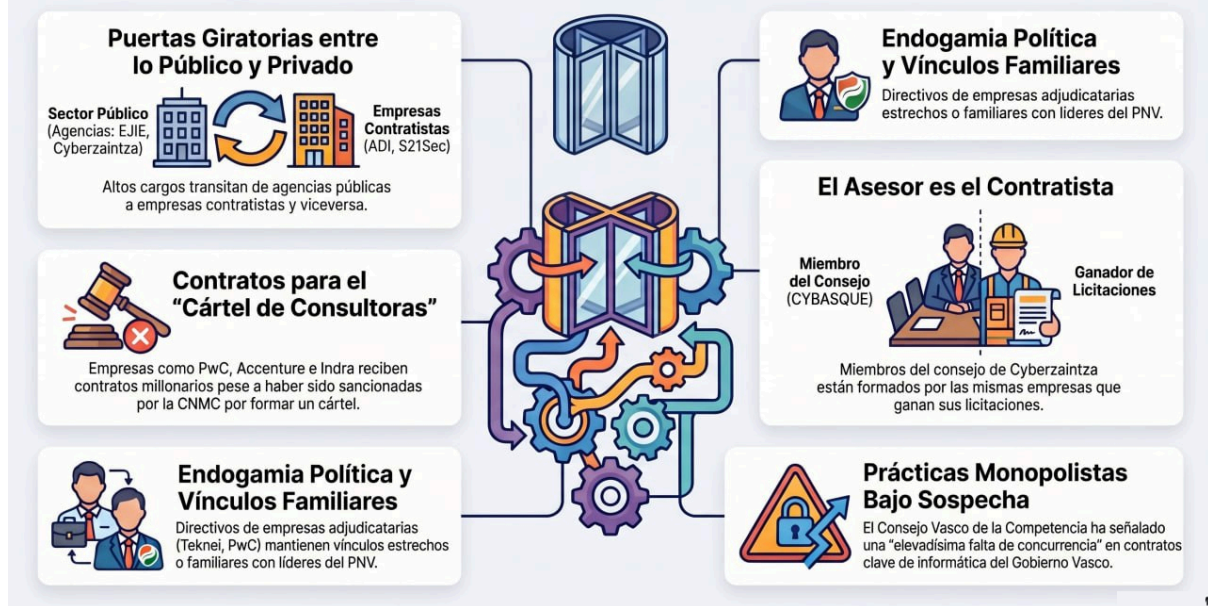 Puertas Giratorias entre
lo Público y Privado
Sector Público
(Agencias: EJIE,
Cyberzaintza)
Empresas
Contratistas
(ADI, S21Sec)
Altos cargos transitan de agencias públicas
a empresas contratistas y viceversa.
Contratos para el
“Cártel de Consultoras”
Empresas como PwC, Accenture e Indra reciben
contratos millonarios pese a haber sido sancionadas
por la CNMC por formar un cártel.
Endogamia Política y
Vínculos Familiares
Directivos de empresas adjudicatarias
(Teknei, PwC) mantienen vínculos estrechos
o familiares con líderes del PNV.
Endogamia Política
y Vínculos Familiares
Directivos de empresas adjudicatarias
estrechos o familiares con lideres del PNV.
El Asesor es el Contratista
Miembro
del Consejo
(CYBASQUE)
Ganador de
Licitaciones
Miembros del consejo de Cyberzaintza
están formados por las mismas empresas que
ganan sus licitaciones.
Prácticas Monopolistas
Bajo Sospecha
El Consejo Vasco de la Competencia ha señalado
una “elevadísima falta de concurrencia” en contratos
clave de informática del Gobierno Vasco.